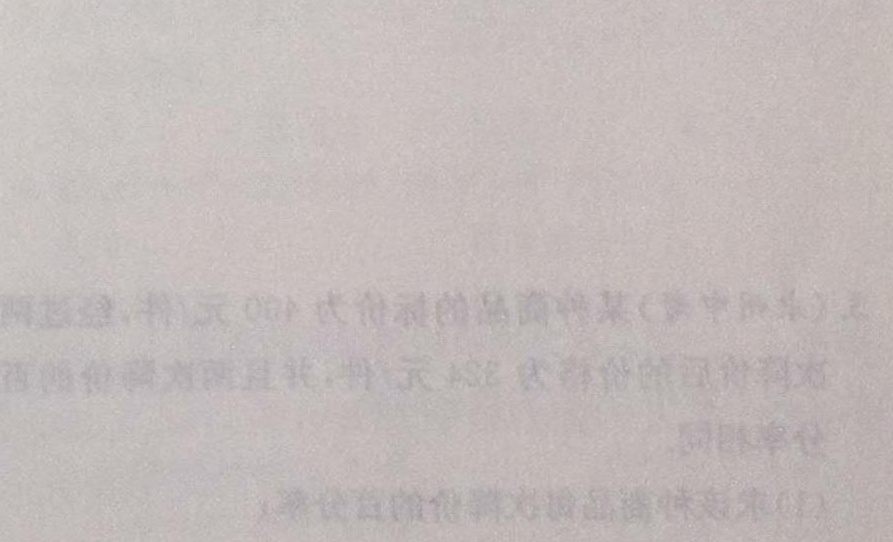 5.(永州中考)某种商品的标价为 400 元/件,经过两
次降价后的价格为 324 元/件,并且两次降价的百
分率相同.
(1)求该种商品每次降价的百分率;